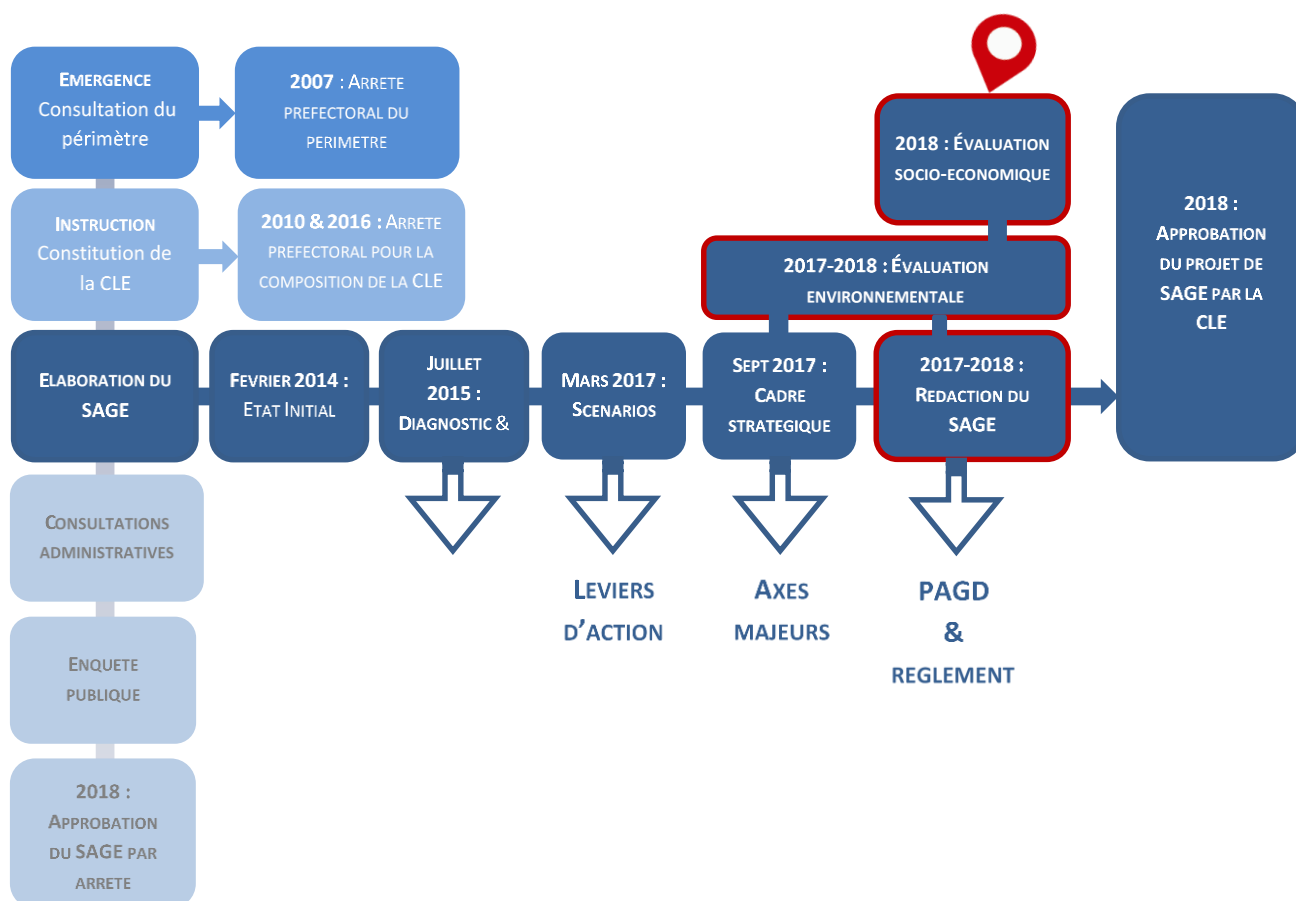 EMERGENCE
Consultation du
périmètre
2007 : ARRETE
PREFECTORAL DU
PERIMETRE
INSTRUCTION
Constitution de
la CLE
2010 & 2016 : ARRETE
PREFECTORAL POUR LA
COMPOSITION DE LA CLE
2018 : ÉVALUATION
SOCIO-ECONOMIQUE
2017-2018 : ÉVALUATION
ENVIRONNEMENTALE
2018 :
APPROBATION
DU PROJET DE
SAGE PAR LA
CLE
ELABORATION DU
SAGE
FEVRIER 2014 :
ETAT INITIAL
JUILLET
2015 :
DIAGNOSTIC &
MARS 2017 :
SCENARIOS
SEPT 2017 :
CADRE
STRATEGIQUE
2017-2018 :
REDACTION DU
SAGE
LEVIERS
D'ACTION
AXES
MAJEURS
PAGD
&
REGLEMENT
CONSULTATIONS
ADMINISTRATIVES
ENQUETE
PUBLIQUE
2018 :
APPROBATION
DU SAGE PAR
ARRETE